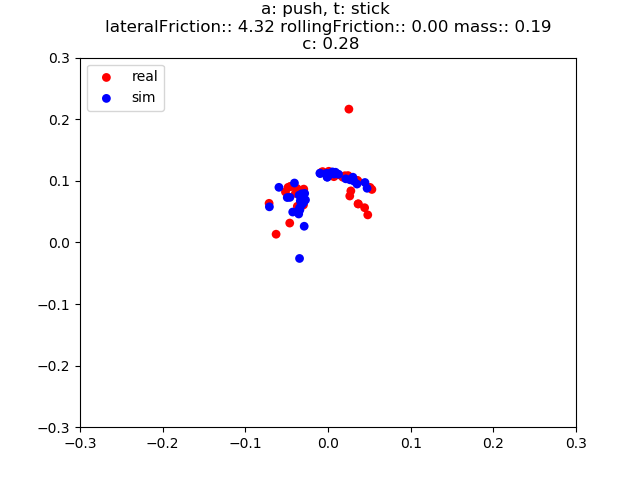 a: push, t: stick
lateralFriction:: 4.32 rollingFriction:: 0.00 mass:: 0.19
c: 0.28
real
sim
0.3
0.2
0.1
0.0
−0.1
−0.2
−0.3
−0.3 −0.2 −0.1 0.0 0.1 0.2 0.3